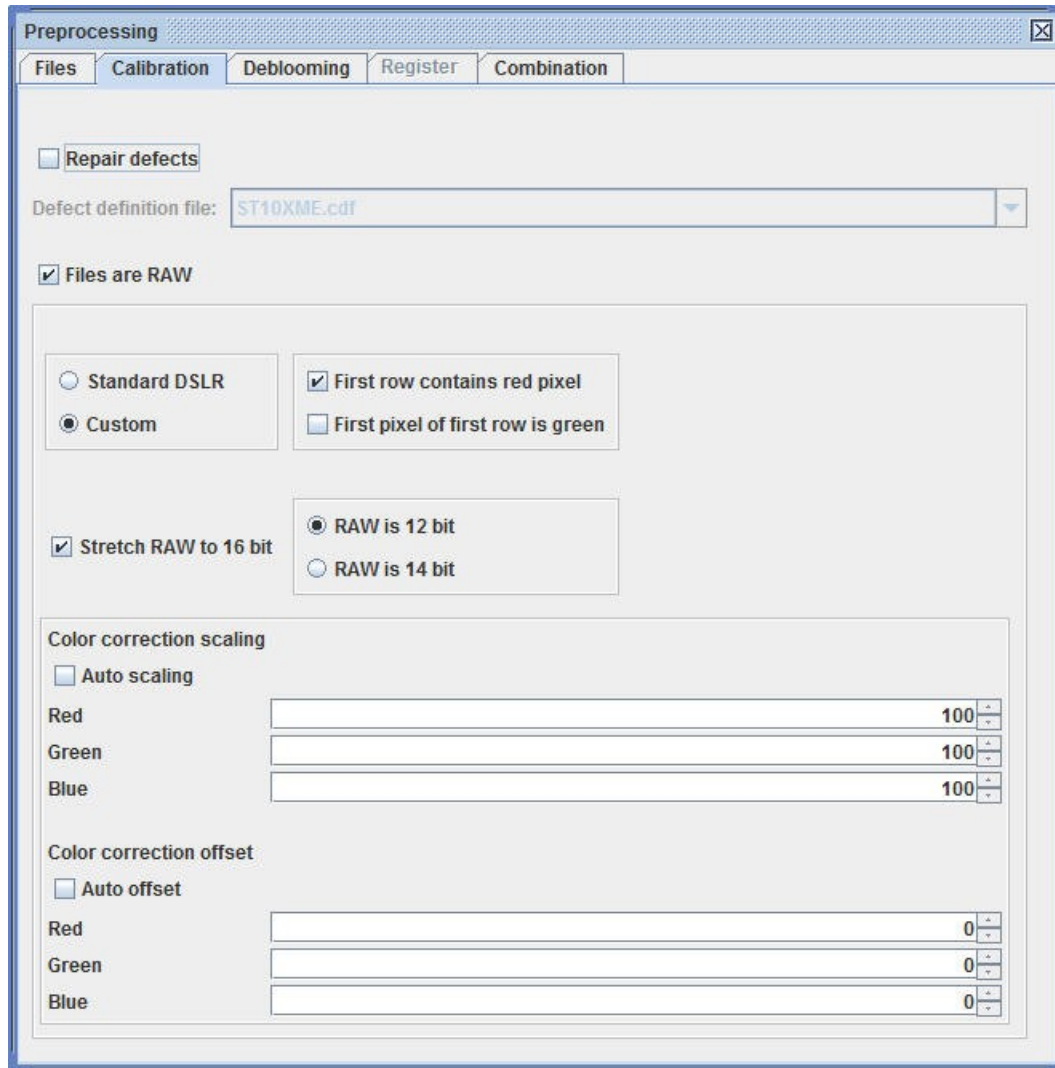 Preprocessing
Files Calibration Deblooming Register Combination
Repair defects
Defect definition file: ST10XME.cdf
Files are RAW
Standard DSLR
Custom
First row contains red pixel
First pixel of first row is green
Stretch RAW to 16 bit
RAW is 12 bit
RAW is 14 bit
Color correction scaling
Auto scaling
Red 100
Green 100
Blue 100
Color correction offset
Auto offset
Red 0
Green 0
Blue 0